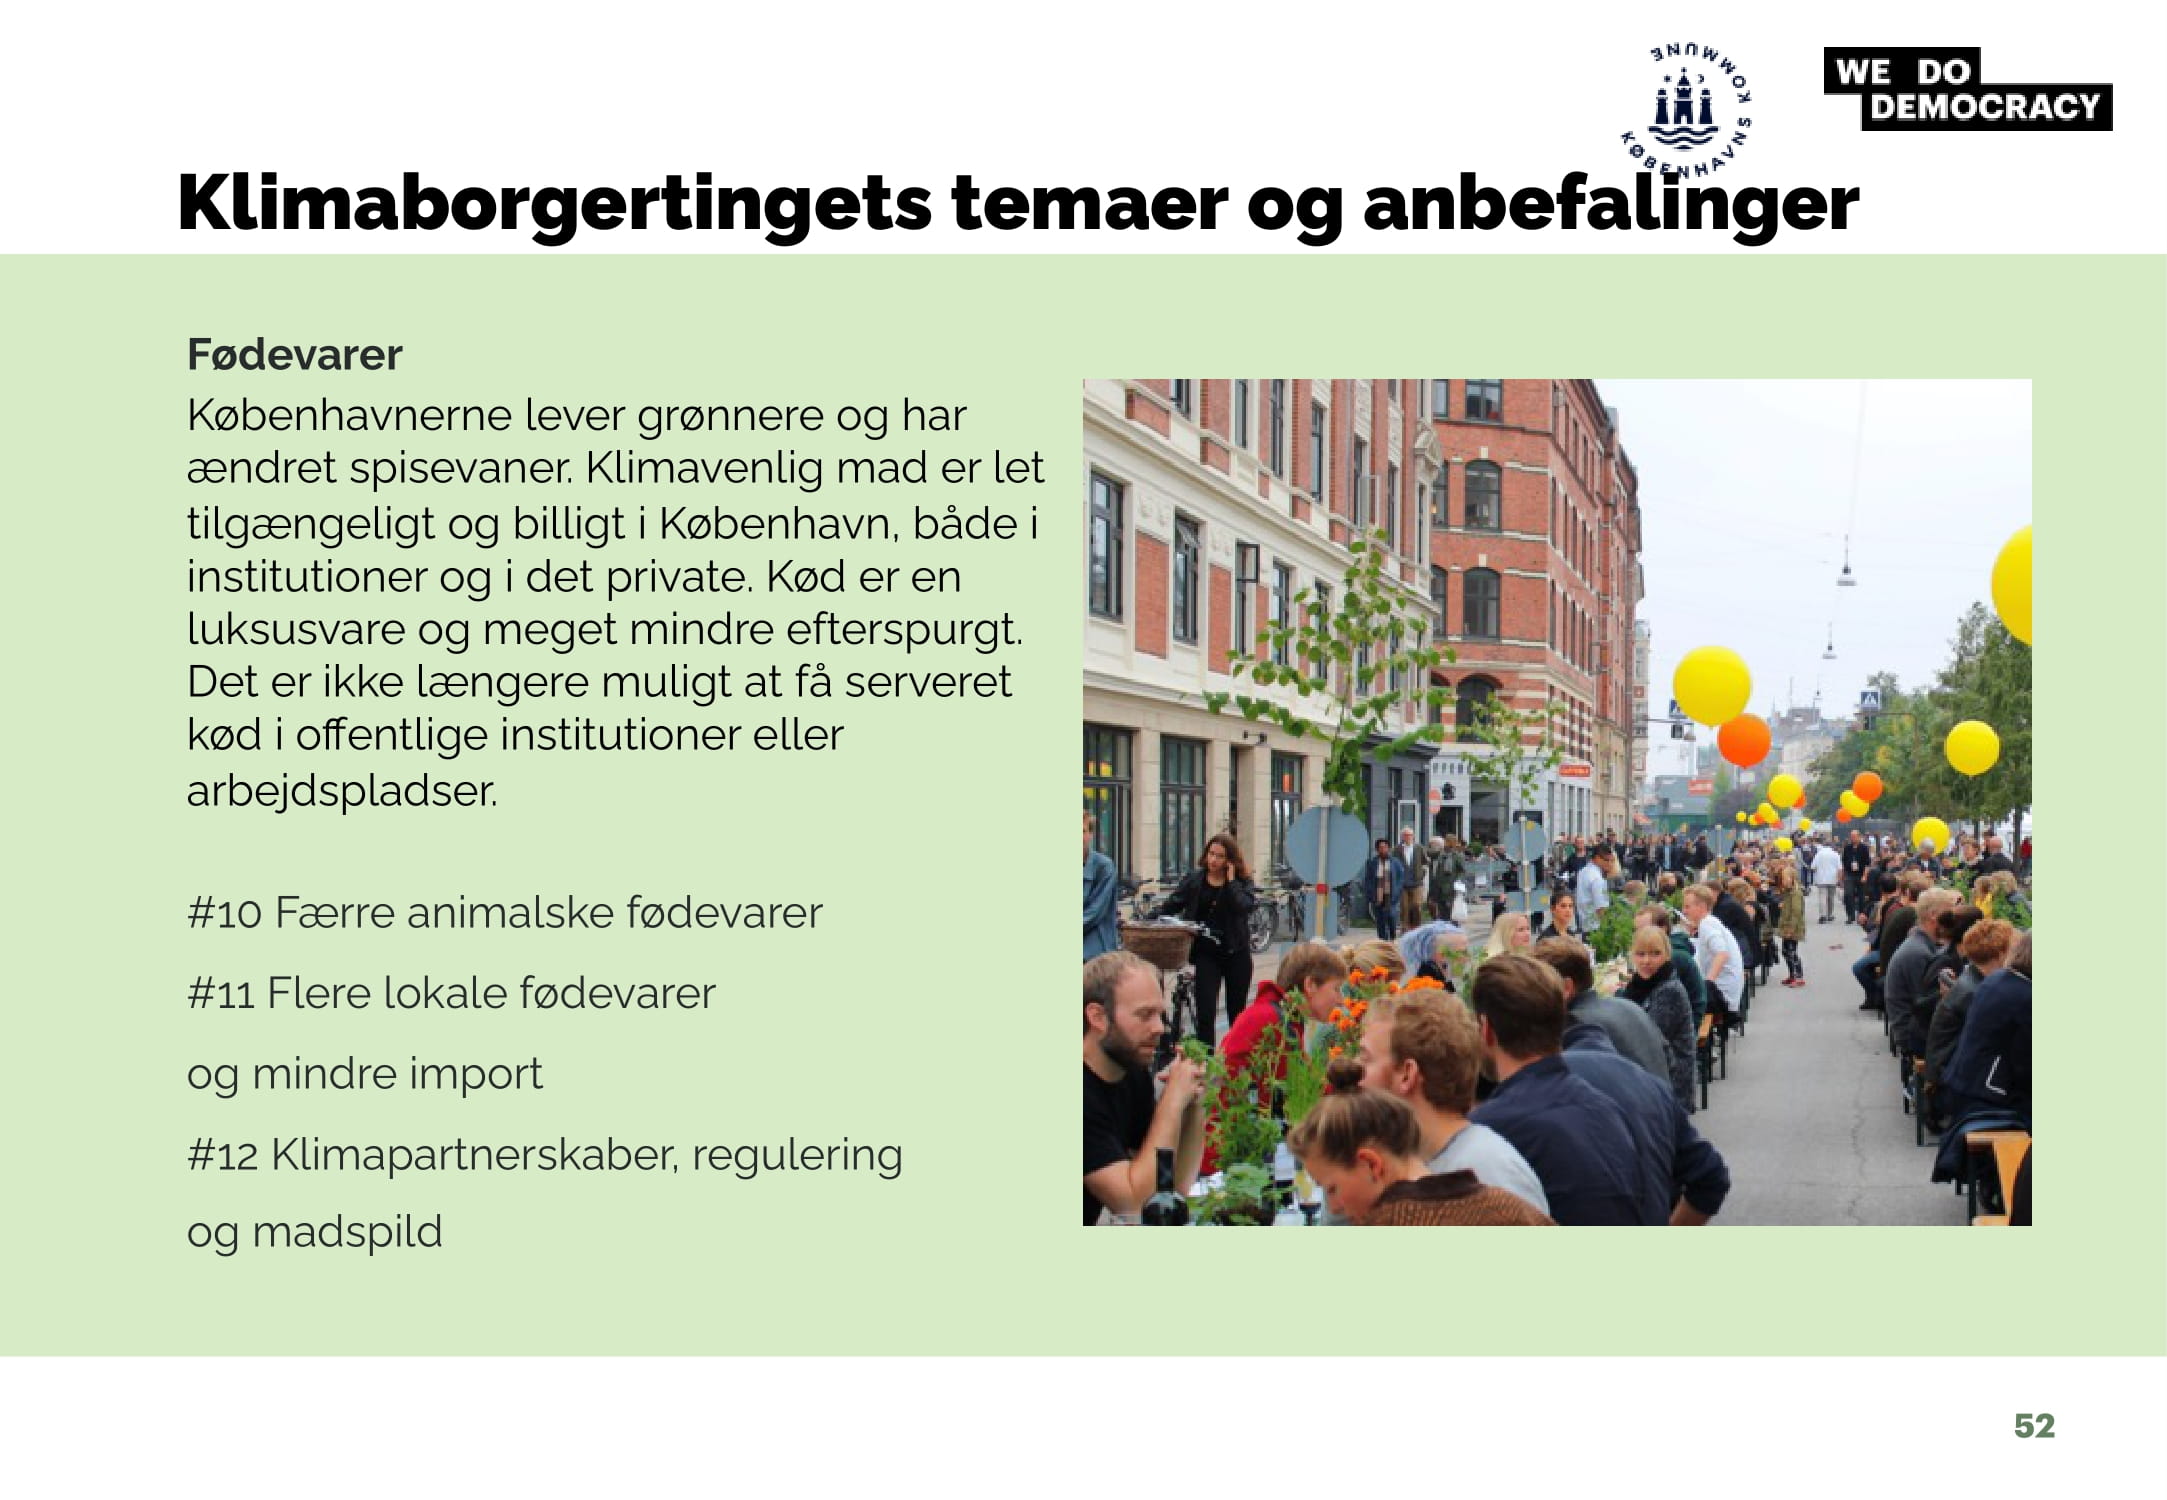 KØBENHAVNS KOMMUNE
WE DO
DEMOCRACY
Klimaborgertingets temaer og anbefalinger
Fødevarer
Københavnerne lever grønnere og har
ændret spisevaner. Klimavenlig mad er let
tilgængeligt og billigt i København, både i
institutioner og i det private. Kød er en
luksusvare og meget mindre efterspurgt.
Det er ikke længere muligt at få serveret
kød i offentlige institutioner eller
arbejdspladser.
#10 Færre animalske fødevarer
#11 Flere lokale fødevarer
og mindre import
#12 Klimapartnerskaber, regulering
og madspild
52